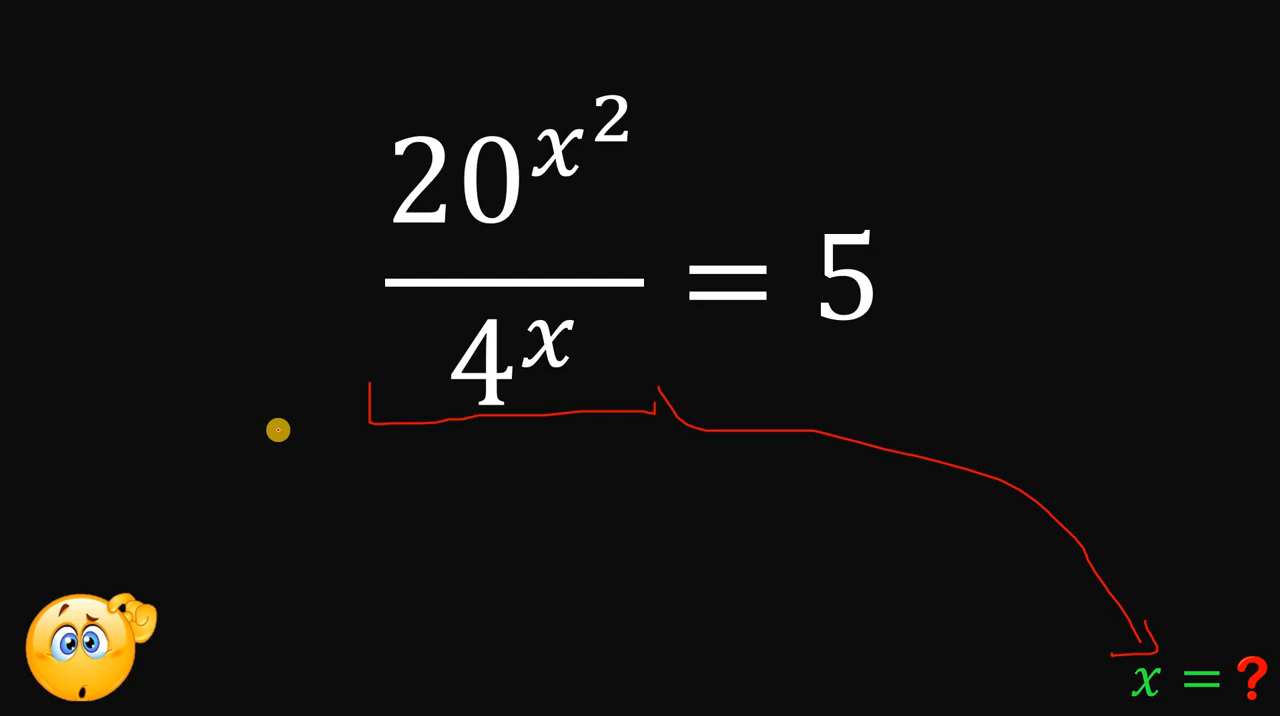 20^{x^2}
4^x = 5
x = ?